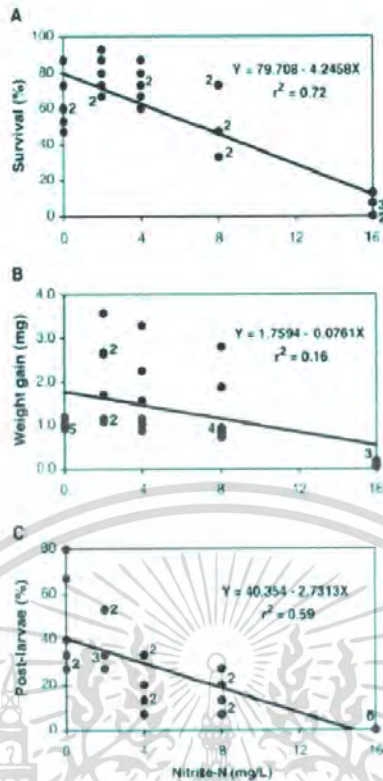 A
100
80
60
40
20
0
Survival (%)
Y = 79.708 - 4.2458X
r² = 0.72
2
2
2
2
2
2
3
2
0 4 8 12 16
B
4.0
3.0
2.0
1.0
0.0
Weight gain (mg)
Y = 1.7594 - 0.0761X
r² = 0.16
2
2
5
4
3
0 4 8 12 16
C
80
60
40
20
0
Post-larvae (%)
Y = 40.354 - 2.7313X
r² = 0.59
2
2
3
2
2
2
2
6
0 4 8 12 16
Nitrite-N (mg/L)